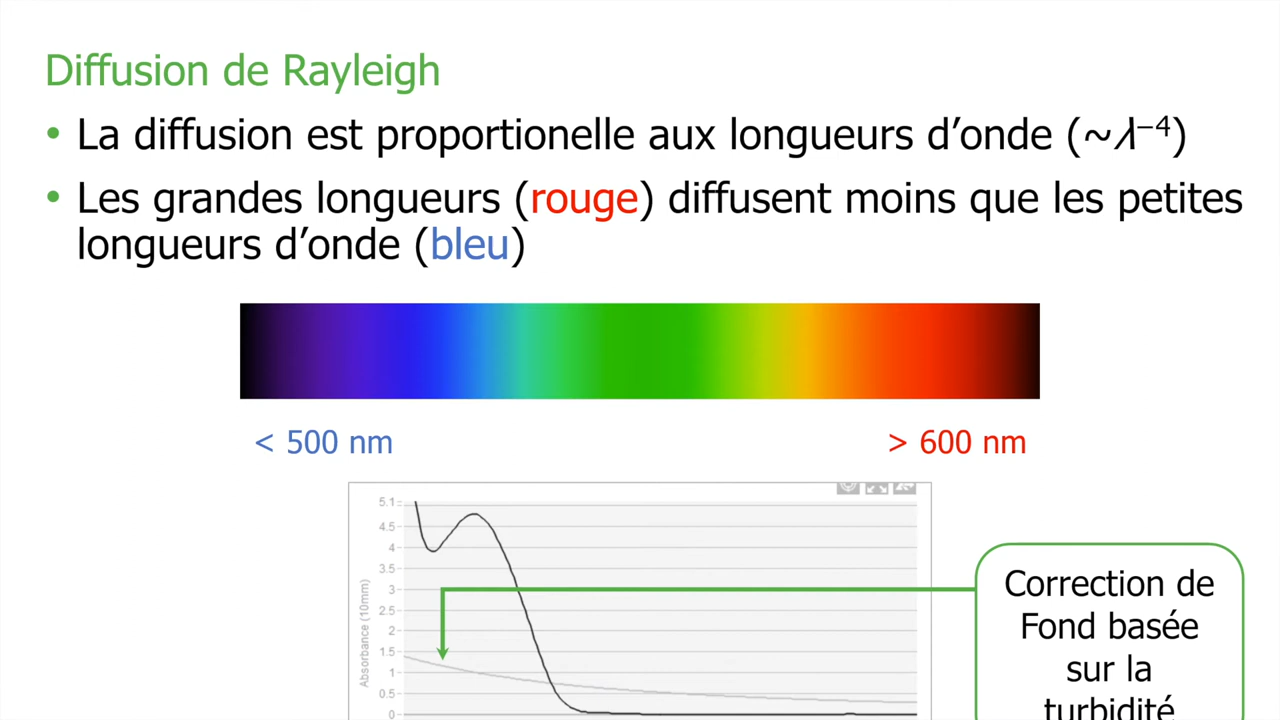 Diffusion de Rayleigh
• La diffusion est proportionelle aux longueurs d’onde (~λ⁻⁴)
• Les grandes longueurs (rouge) diffusent moins que les petites
longueurs d’onde (bleu)
< 500 nm
> 600 nm
5.1
4.5
4
3.5
3
2.5
2
1.5
1
0.5
0
Absorbance (10mm)
Correction de
Fond basée
sur la
turbidité